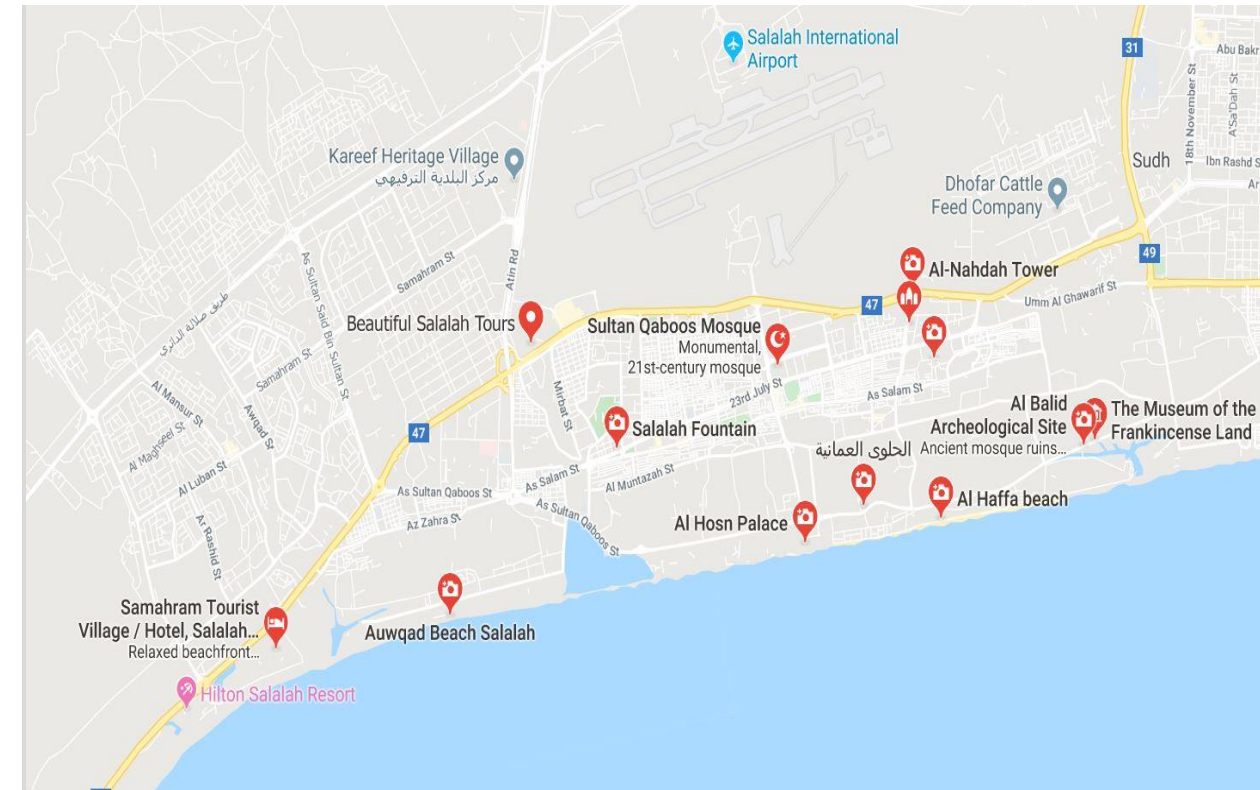 Salalah International
Airport
31
Abu Bakr
18th November St
A'Sa'Dah St
Sudh
Ibn Rashd S
Ar
Kareef Heritage Village
مركز البلدية الترفيهي
Dhofar Cattle
Feed Company
49
Al-Nahdah Tower
47
Umm Al Ghawarif St
Atin Rd
Samahram St
As Sultan Said Bin Sultan St
Beautiful Salalah Tours
Sultan Qaboos Mosque
Monumental,
21st-century mosque
23rd July St
As Salam St
Samahram St
Al Mansur St
Al Maghseel St
Awqad St
Al Luban St
Ar Rashid St
Mirbat St
47
Salalah Fountain
Al Balid
Archeological Site
Ancient mosque ruins...
The Museum of the
Frankincense Land
الحلوى العمانية
As Salam St
Al Muntazah St
As Sultan Qaboos St
Az Zahra St
As Sultan Qaboos St
Al Haffa beach
Al Hosn Palace
Samahram Tourist
Village / Hotel, Salalah...
Relaxed beachfront...
Auwqad Beach Salalah
Hilton Salalah Resort